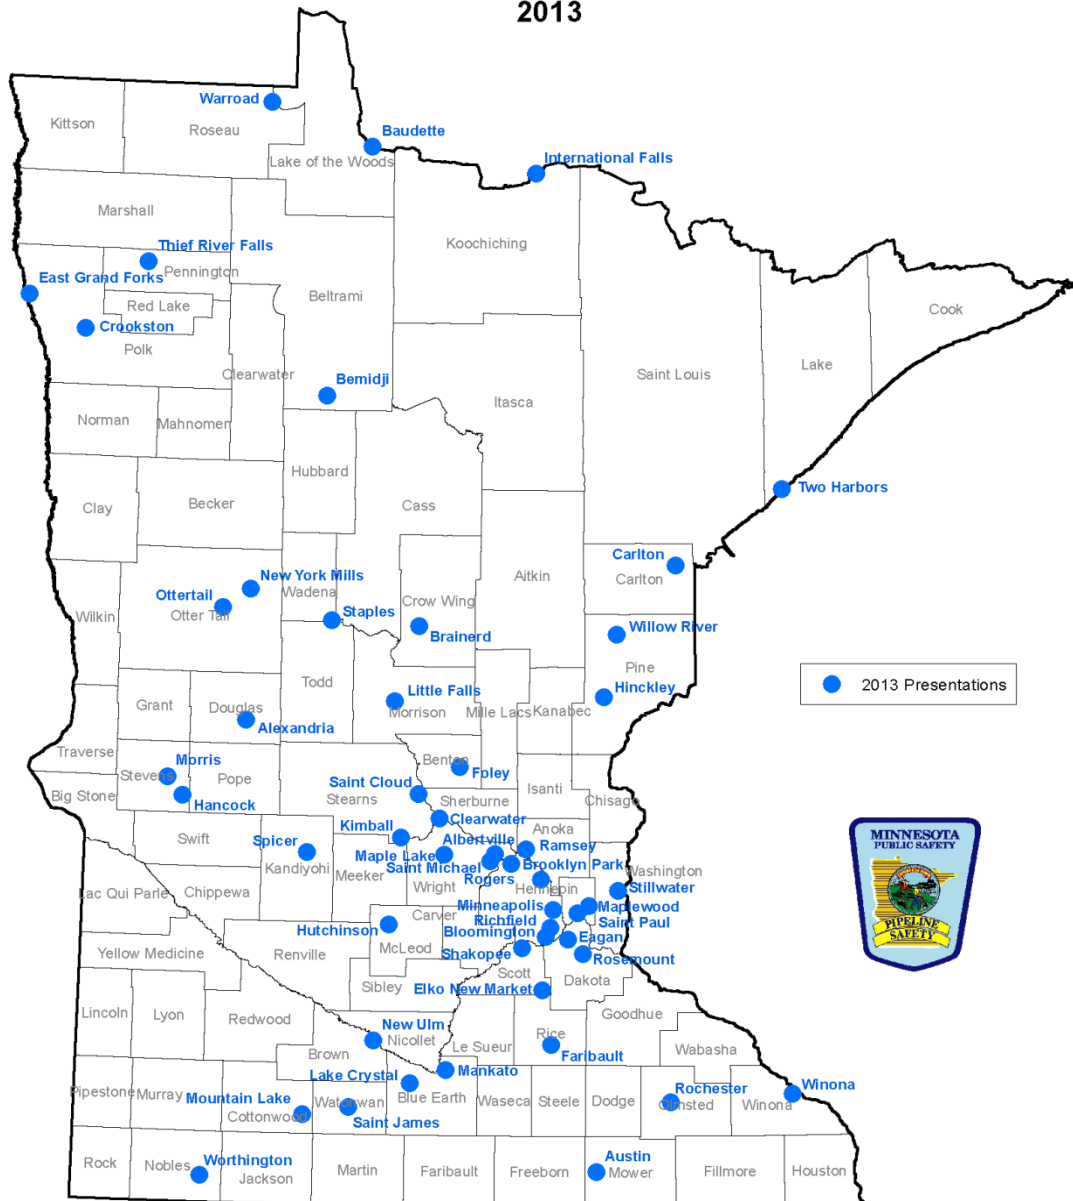 2013
Warroad
Kittson
Roseau
Baudette
Lake of the Woods
International Falls
Marshall
Koochiching
Thief River Falls
Pennington
East Grand Forks
Red Lake
Beltrami
Crookston
Polk
Cook
Lake
Saint Louis
Clearwater
Bemidji
Itasca
Norman
Mahnomen
Hubbard
Two Harbors
Clay
Becker
Cass
Carlton
Carlton
Aitkin
New York Mills
Wadena
Ottertail
Otter Tail
Crow Wing
Staples
Wilkin
Brainerd
Willow River
Pine
Hinckley
2013 Presentations
Todd
Little Falls
Morrison
Mille Lacs
Kanabec
Grant
Douglas
Alexandria
Traverse
Morris
Stevens
Pope
Benton
Foley
Big Stone
Hancock
Saint Cloud
Stearns
Sherburne
Isanti
Chisago
Clearwater
Kimball
Anoka
Swift
Spicer
Albertville
Ramsey
Maple Lake
Saint Michael
Brooklyn Park
Kandiyohi
Meeker
Rogers
Washington
Wright
Hennepin
Stillwater
Lac Qui Parle
Chippewa
Minneapolis
Maplewood
Carver
Richfield
Saint Paul
Hutchinson
Bloomington
Eagan
McLeod
Shakopee
Rosemount
Yellow Medicine
Renville
Scott
Dakota
Sibley
Elko New Market
MINNESOTA
PUBLIC SAFETY
PIPELINE
SAFETY
Lincoln
Lyon
Redwood
Goodhue
New Ulm
Nicollet
Rice
Le Sueur
Brown
Faribault
Wabasha
Lake Crystal
Mankato
Pipestone
Murray
Mountain Lake
Cottonwood
Watonwan
Saint James
Blue Earth
Waseca
Steele
Dodge
Rochester
Olmsted
Winona
Winona
Rock
Nobles
Worthington
Jackson
Martin
Faribault
Freeborn
Austin
Mower
Fillmore
Houston